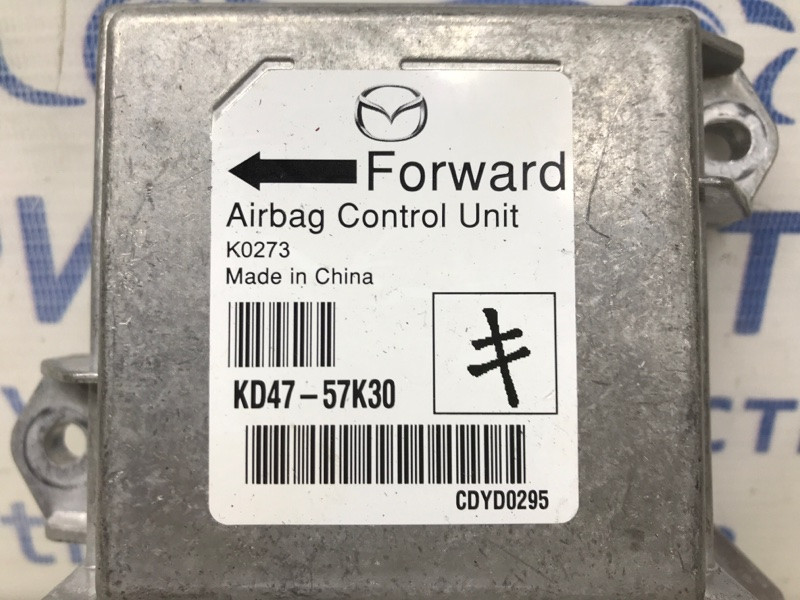 Forward
Airbag Control Unit
K0273
Made in China
キ
KD47-57K30
CDYD0295